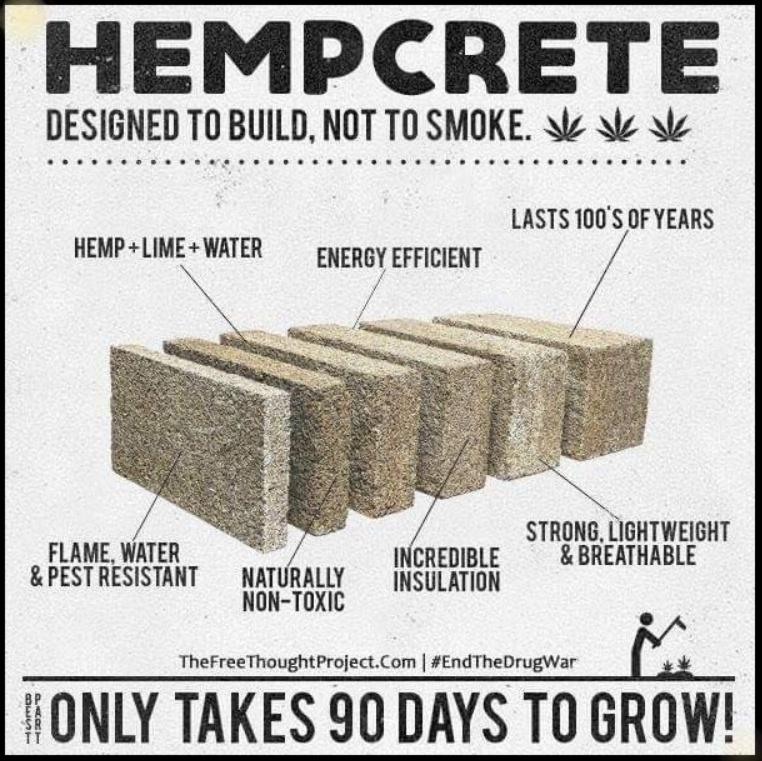 HEMPCRETE
DESIGNED TO BUILD, NOT TO SMOKE.
LASTS 100'S OF YEARS
HEMP + LIME + WATER
ENERGY EFFICIENT
FLAME, WATER
& PEST RESISTANT
NATURALLY
NON-TOXIC
INCREDIBLE
INSULATION
STRONG, LIGHTWEIGHT
& BREATHABLE
TheFreeThoughtProject.Com | #EndTheDrugWar
BEST PART ONLY TAKES 90 DAYS TO GROW!